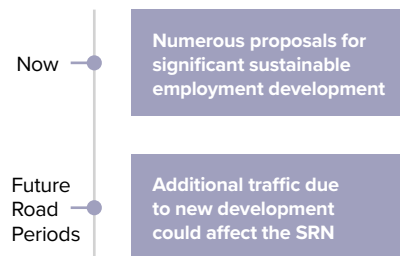 Now
Numerous proposals for
significant sustainable
employment development
Future
Road
Periods
Additional traffic due
to new development
could affect the SRN